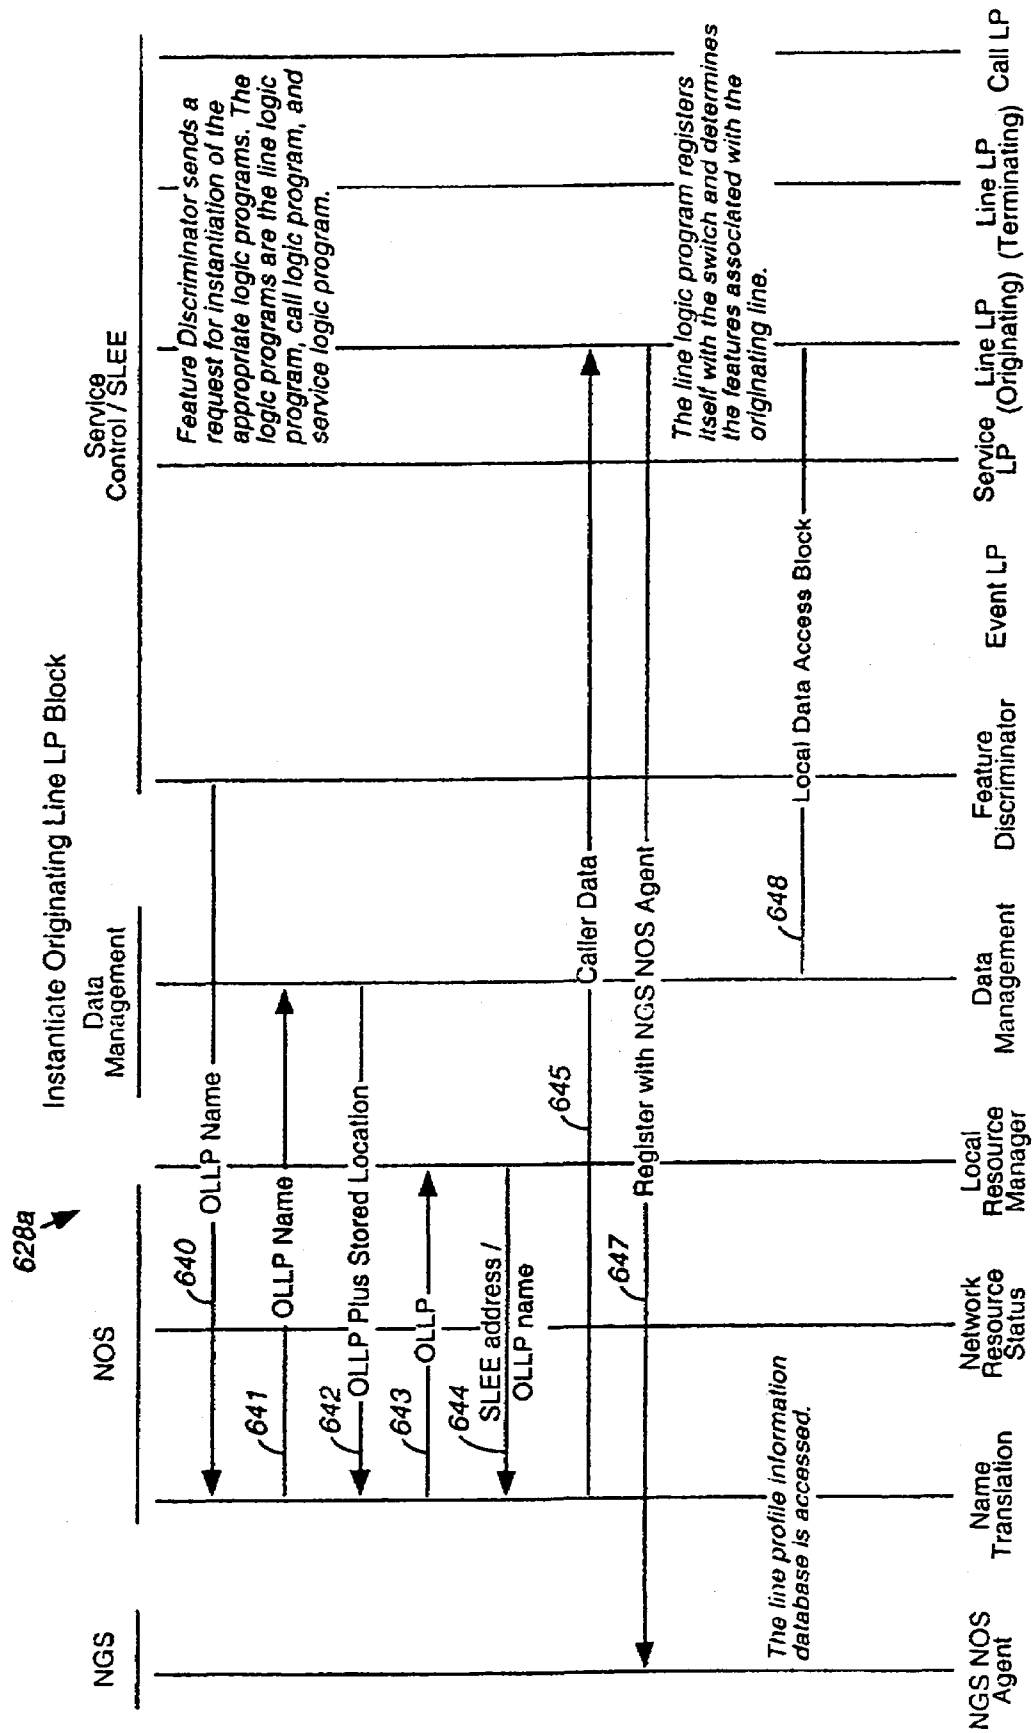 628a
Instantiate Originating Line LP Block
NGS
NOS
Data
Management
Service
Control / SLEE
640
OLLP Name
Feature Discriminator sends a
request for instantiation of the
appropriate logic programs. The
logic programs are the line logic
program, call logic program, and
service logic program.
641
OLLP Name
642
OLLP Plus Stored Location
643
OLLP
644
SLEE address /
OLLP name
645
Caller Data
647
Register with NGS NOS Agent
The line logic program registers
itself with the switch and determines
the features associated with the
originating line.
The line profile information
database is accessed.
648
Local Data Access Block
NGS NOS
Agent
Name
Translation
Network
Resource
Status
Local
Resource
Manager
Data
Management
Feature
Discriminator
Event LP
Service
LP
Line LP
(Originating)
Line LP
(Terminating)
Call LP